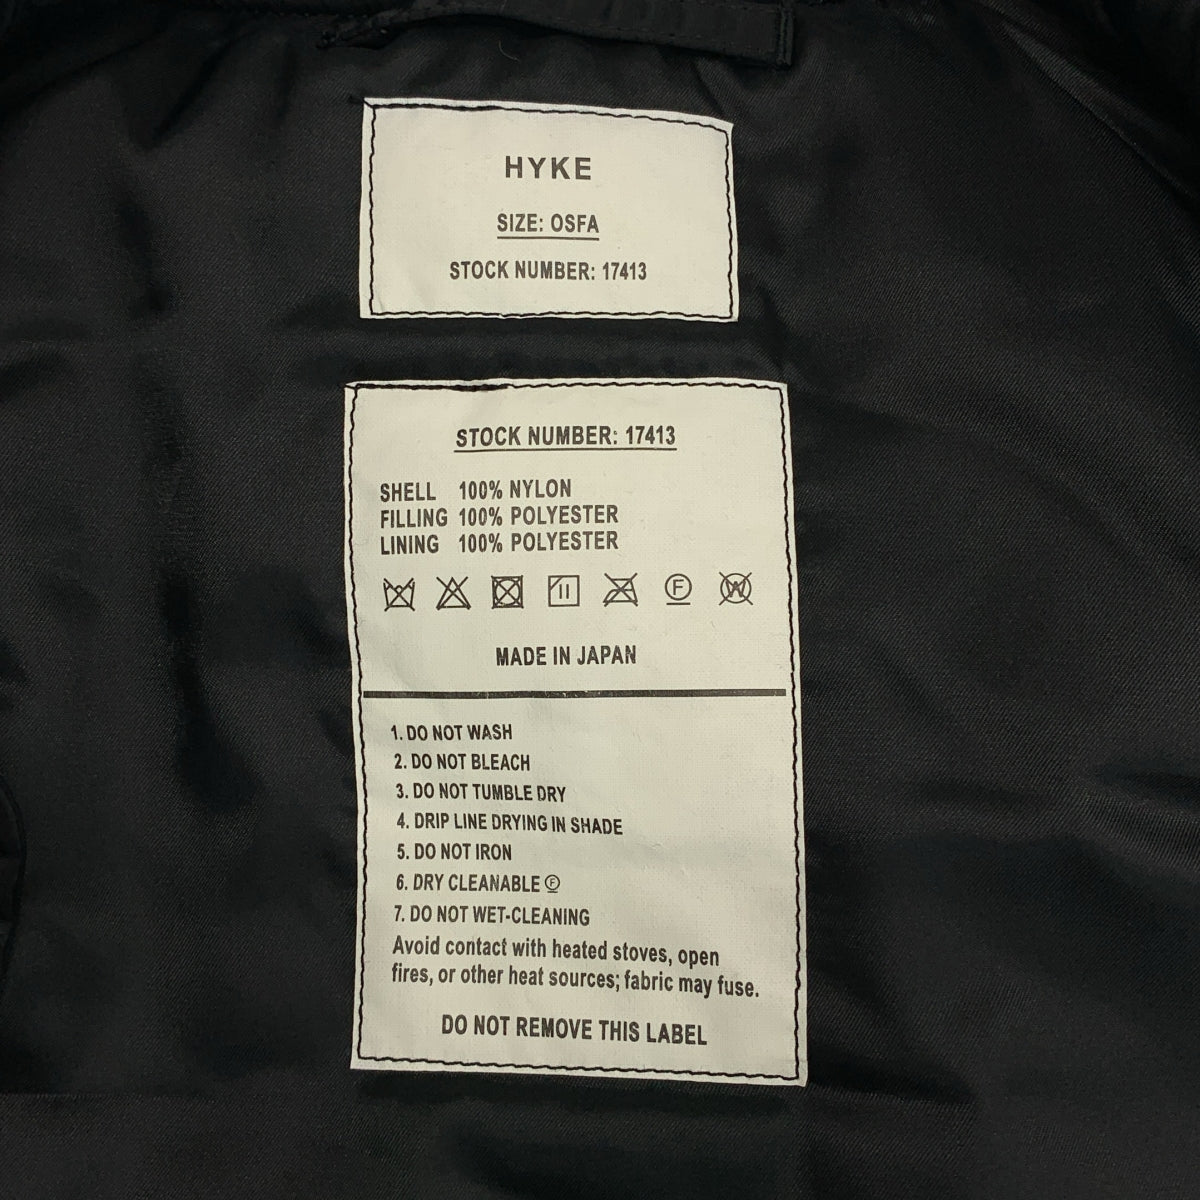 HYKE
SIZE: OSFA
STOCK NUMBER: 17413
STOCK NUMBER: 17413
SHELL 100% NYLON
FILLING 100% POLYESTER
LINING 100% POLYESTER
F W
MADE IN JAPAN
1. DO NOT WASH
2. DO NOT BLEACH
3. DO NOT TUMBLE DRY
4. DRIP LINE DRYING IN SHADE
5. DO NOT IRON
6. DRY CLEANABLE Ⓕ
7. DO NOT WET-CLEANING
Avoid contact with heated stoves, open
fires, or other heat sources; fabric may fuse.
DO NOT REMOVE THIS LABEL